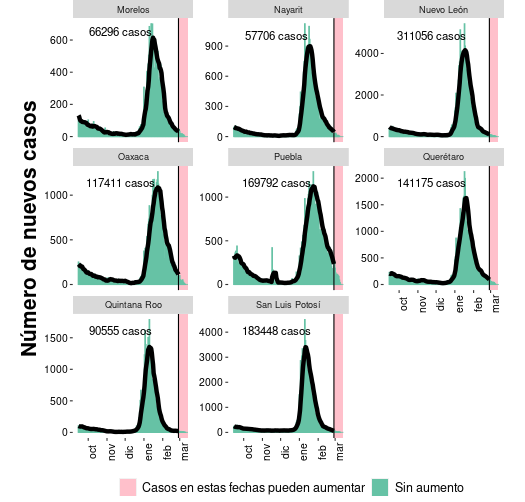 Número de nuevos casos
Morelos
Nayarit
Nuevo León
66296 casos
57706 casos
311056 casos
600
400
200
0
900
600
300
0
4000
2000
0
Oaxaca
Puebla
Querétaro
117411 casos
169792 casos
141175 casos
1000
500
0
1000
500
0
2000
1500
1000
500
0
oct
nov
dic
ene
feb
mar
Quintana Roo
San Luis Potosí
90555 casos
183448 casos
1500
1000
500
0
4000
3000
2000
1000
0
oct
nov
dic
ene
feb
mar
oct
nov
dic
ene
feb
mar
Casos en estas fechas pueden aumentar
Sin aumento